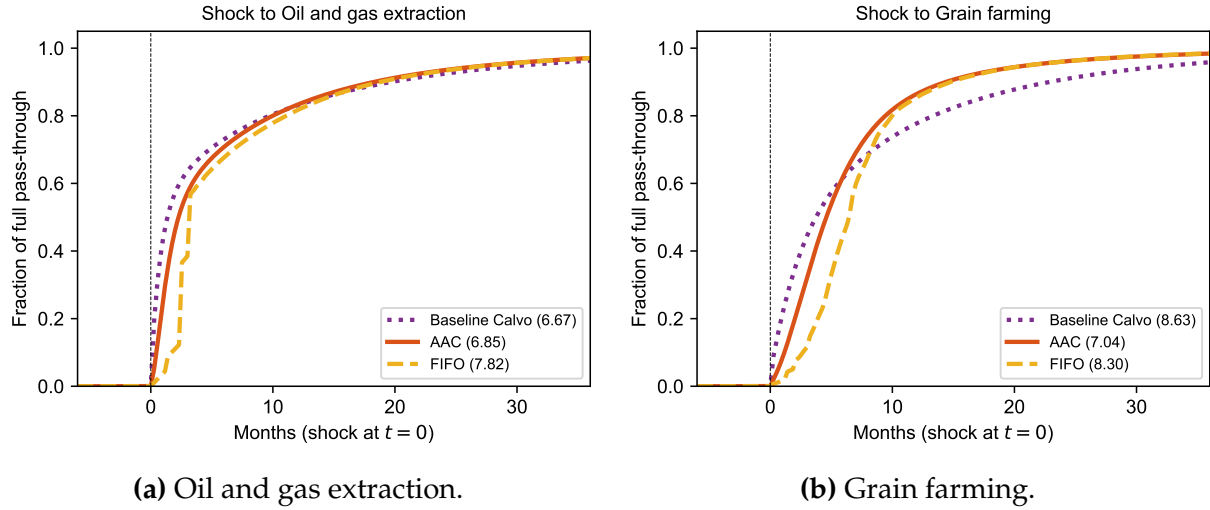 Shock to Oil and gas extraction
Fraction of full pass-through
1.0
0.8
0.6
0.4
0.2
0.0
0
10
20
30
Months (shock at t = 0)
Baseline Calvo (6.67)
AAC (6.85)
FIFO (7.82)
(a) Oil and gas extraction.
Shock to Grain farming
Fraction of full pass-through
1.0
0.8
0.6
0.4
0.2
0.0
0
10
20
30
Months (shock at t = 0)
Baseline Calvo (8.63)
AAC (7.04)
FIFO (8.30)
(b) Grain farming.